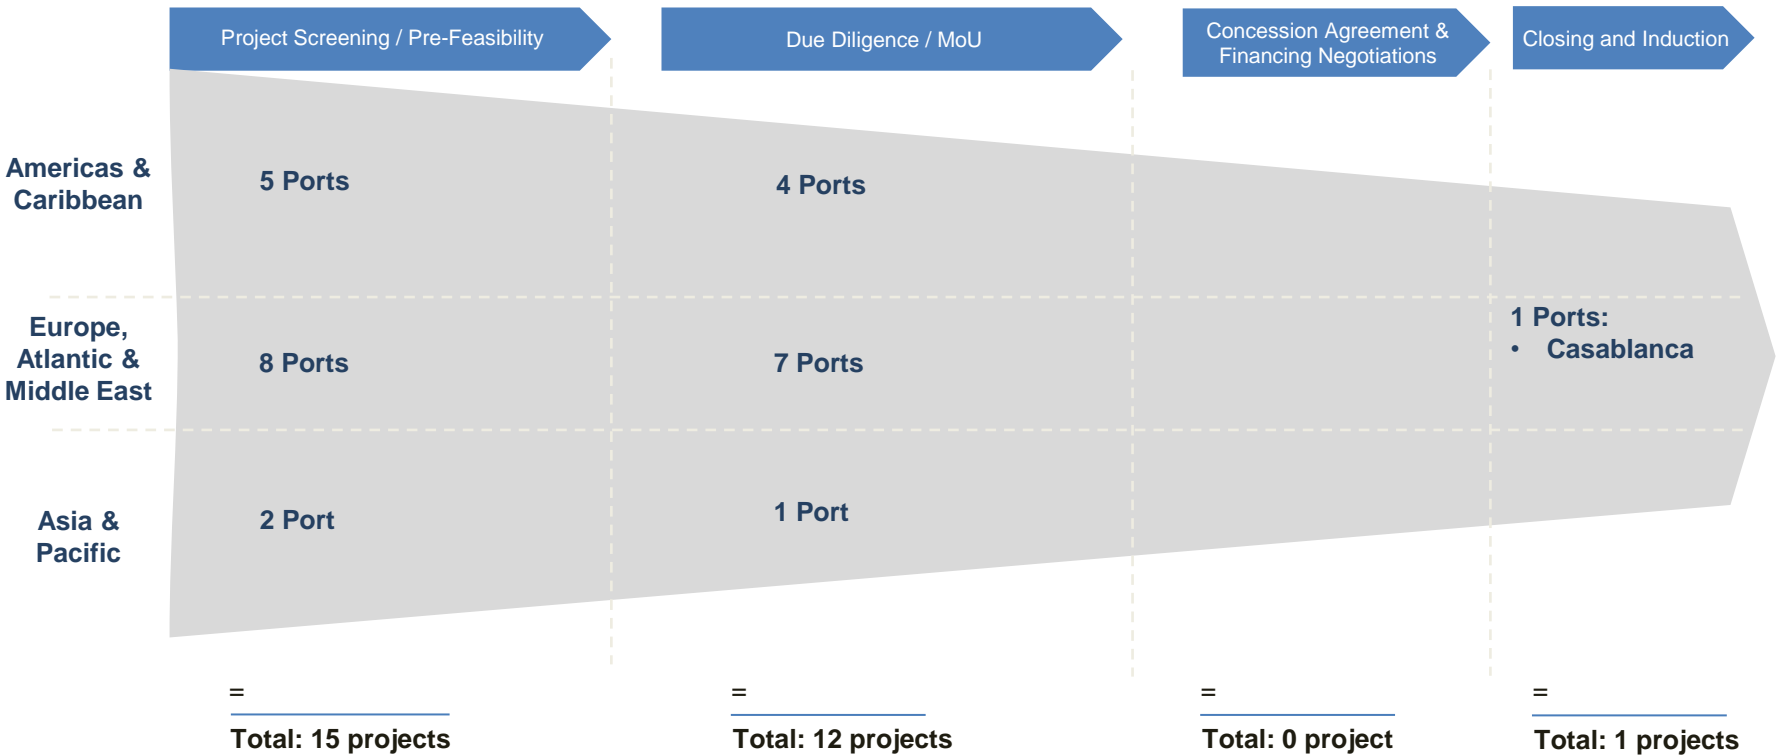 Project Screening / Pre-Feasibility
Due Diligence / MoU
Concession Agreement &
Financing Negotiations
Closing and Induction
Americas &
Caribbean
5 Ports
4 Ports
Europe,
Atlantic &
Middle East
8 Ports
7 Ports
1 Ports:
• Casablanca
Asia &
Pacific
2 Port
1 Port
=
=
=
=
Total: 15 projects
Total: 12 projects
Total: 0 project
Total: 1 projects